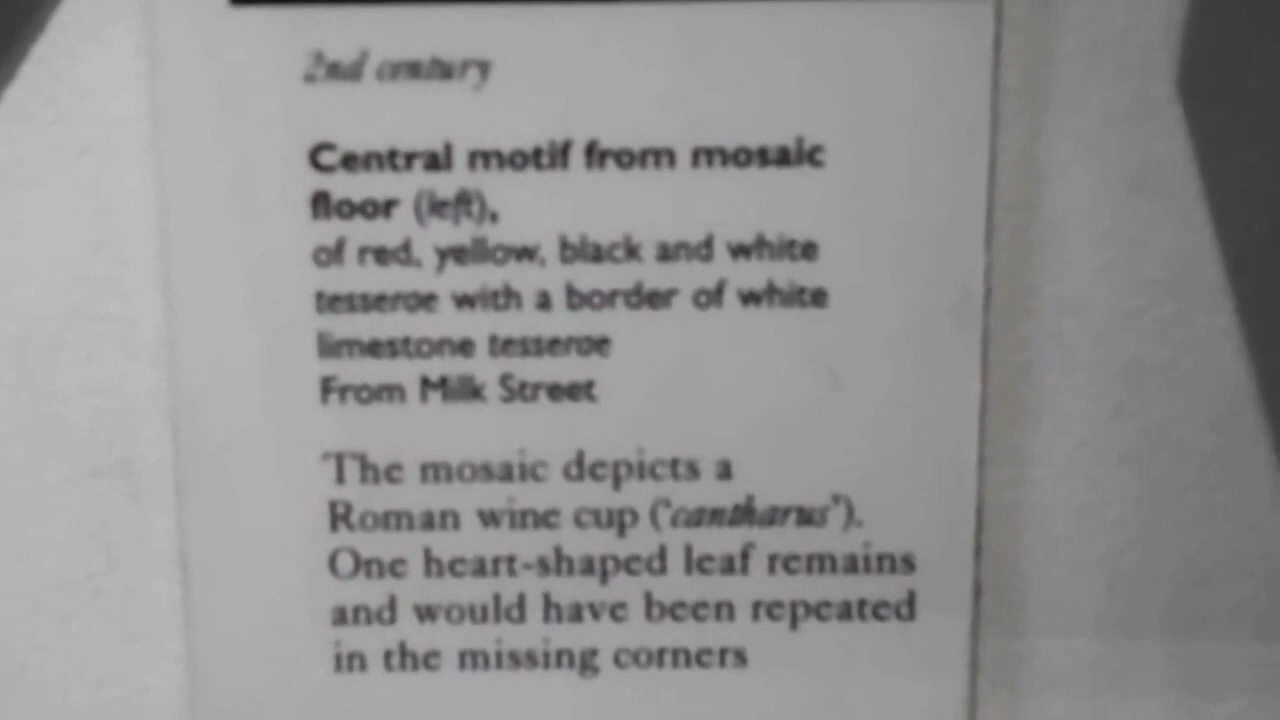 2nd century
Central motif from mosaic
floor (left),
of red, yellow, black and white
tesserae with a border of white
limestone tesserae
From Milk Street
The mosaic depicts a
Roman wine cup ('cantharus').
One heart-shaped leaf remains
and would have been repeated
in the missing corners